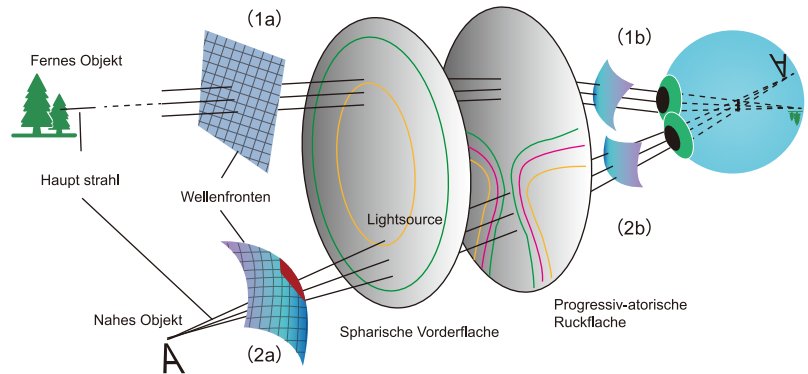 (1a)
(1b)
Fernes Objekt
Haupt strahl
Wellenfronten
Lightsource
(2b)
Nahes Objekt
(2a)
Spharische Vorderflache
Progressiv-atorische
Ruckflache
A
A